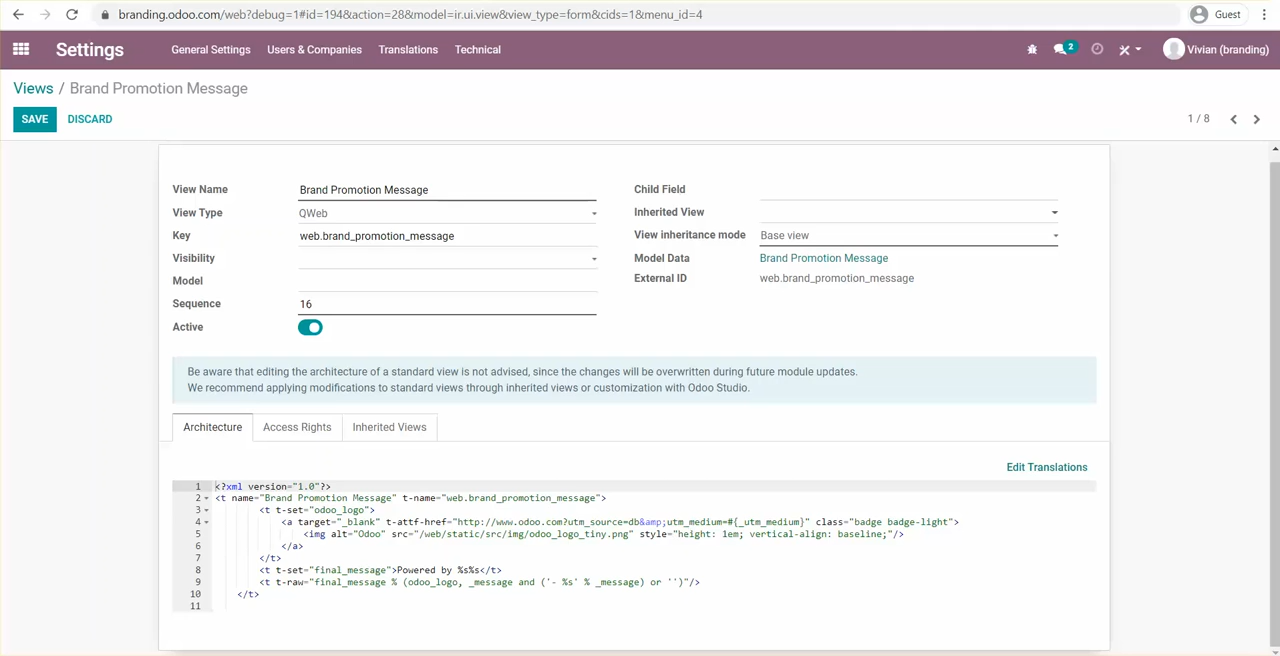 branding.odoo.com/web?debug=1#id=194&action=28&model=ir.ui.view&view_type=form&cids=1&menu_id=4
Guest
Settings
General Settings
Users & Companies
Translations
Technical
2
Vivian (branding)
Views / Brand Promotion Message
SAVE
DISCARD
1 / 8
View Name
Brand Promotion Message
View Type
QWeb
Key
web.brand_promotion_message
Visibility
Model
Sequence
16
Active
Child Field
Inherited View
View inheritance mode
Base view
Model Data
Brand Promotion Message
External ID
web.brand_promotion_message
Be aware that editing the architecture of a standard view is not advised, since the changes will be overwritten during future module updates.
We recommend applying modifications to standard views through inherited views or customization with Odoo Studio.
Architecture
Access Rights
Inherited Views
Edit Translations
1 <?xml version="1.0"?>
2 <t name="Brand Promotion Message" t-name="web.brand_promotion_message">
3 <t t-set="odoo_logo">
4 <a target="_blank" t-attf-href="http://www.odoo.com?utm_source=db&amp;utm_medium=#{_utm_medium}" class="badge badge-light">
5 <img alt="Odoo" src="/web/static/src/img/odoo_logo_tiny.png" style="height: 1em; vertical-align: baseline;"/>
6 </a>
7 </t>
8 <t t-set="final_message">Powered by %s%s</t>
9 <t t-raw="final_message % (odoo_logo, _message and ('- %s' % _message) or '')"/>
10 </t>
11